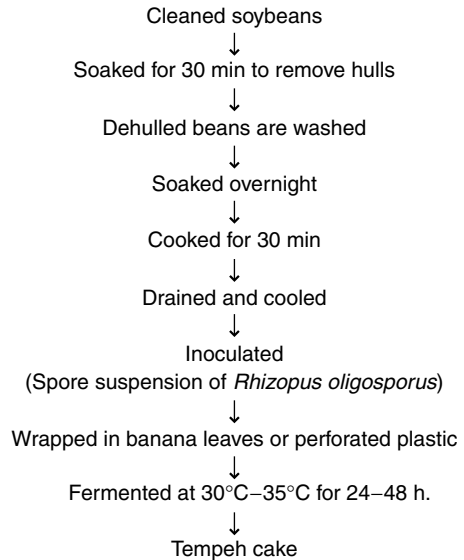 Cleaned soybeans
↓
Soaked for 30 min to remove hulls
↓
Dehulled beans are washed
↓
Soaked overnight
↓
Cooked for 30 min
↓
Drained and cooled
↓
Inoculated
(Spore suspension of Rhizopus oligosporus)
↓
Wrapped in banana leaves or perforated plastic
↓
Fermented at 30°C–35°C for 24–48 h.
↓
Tempeh cake